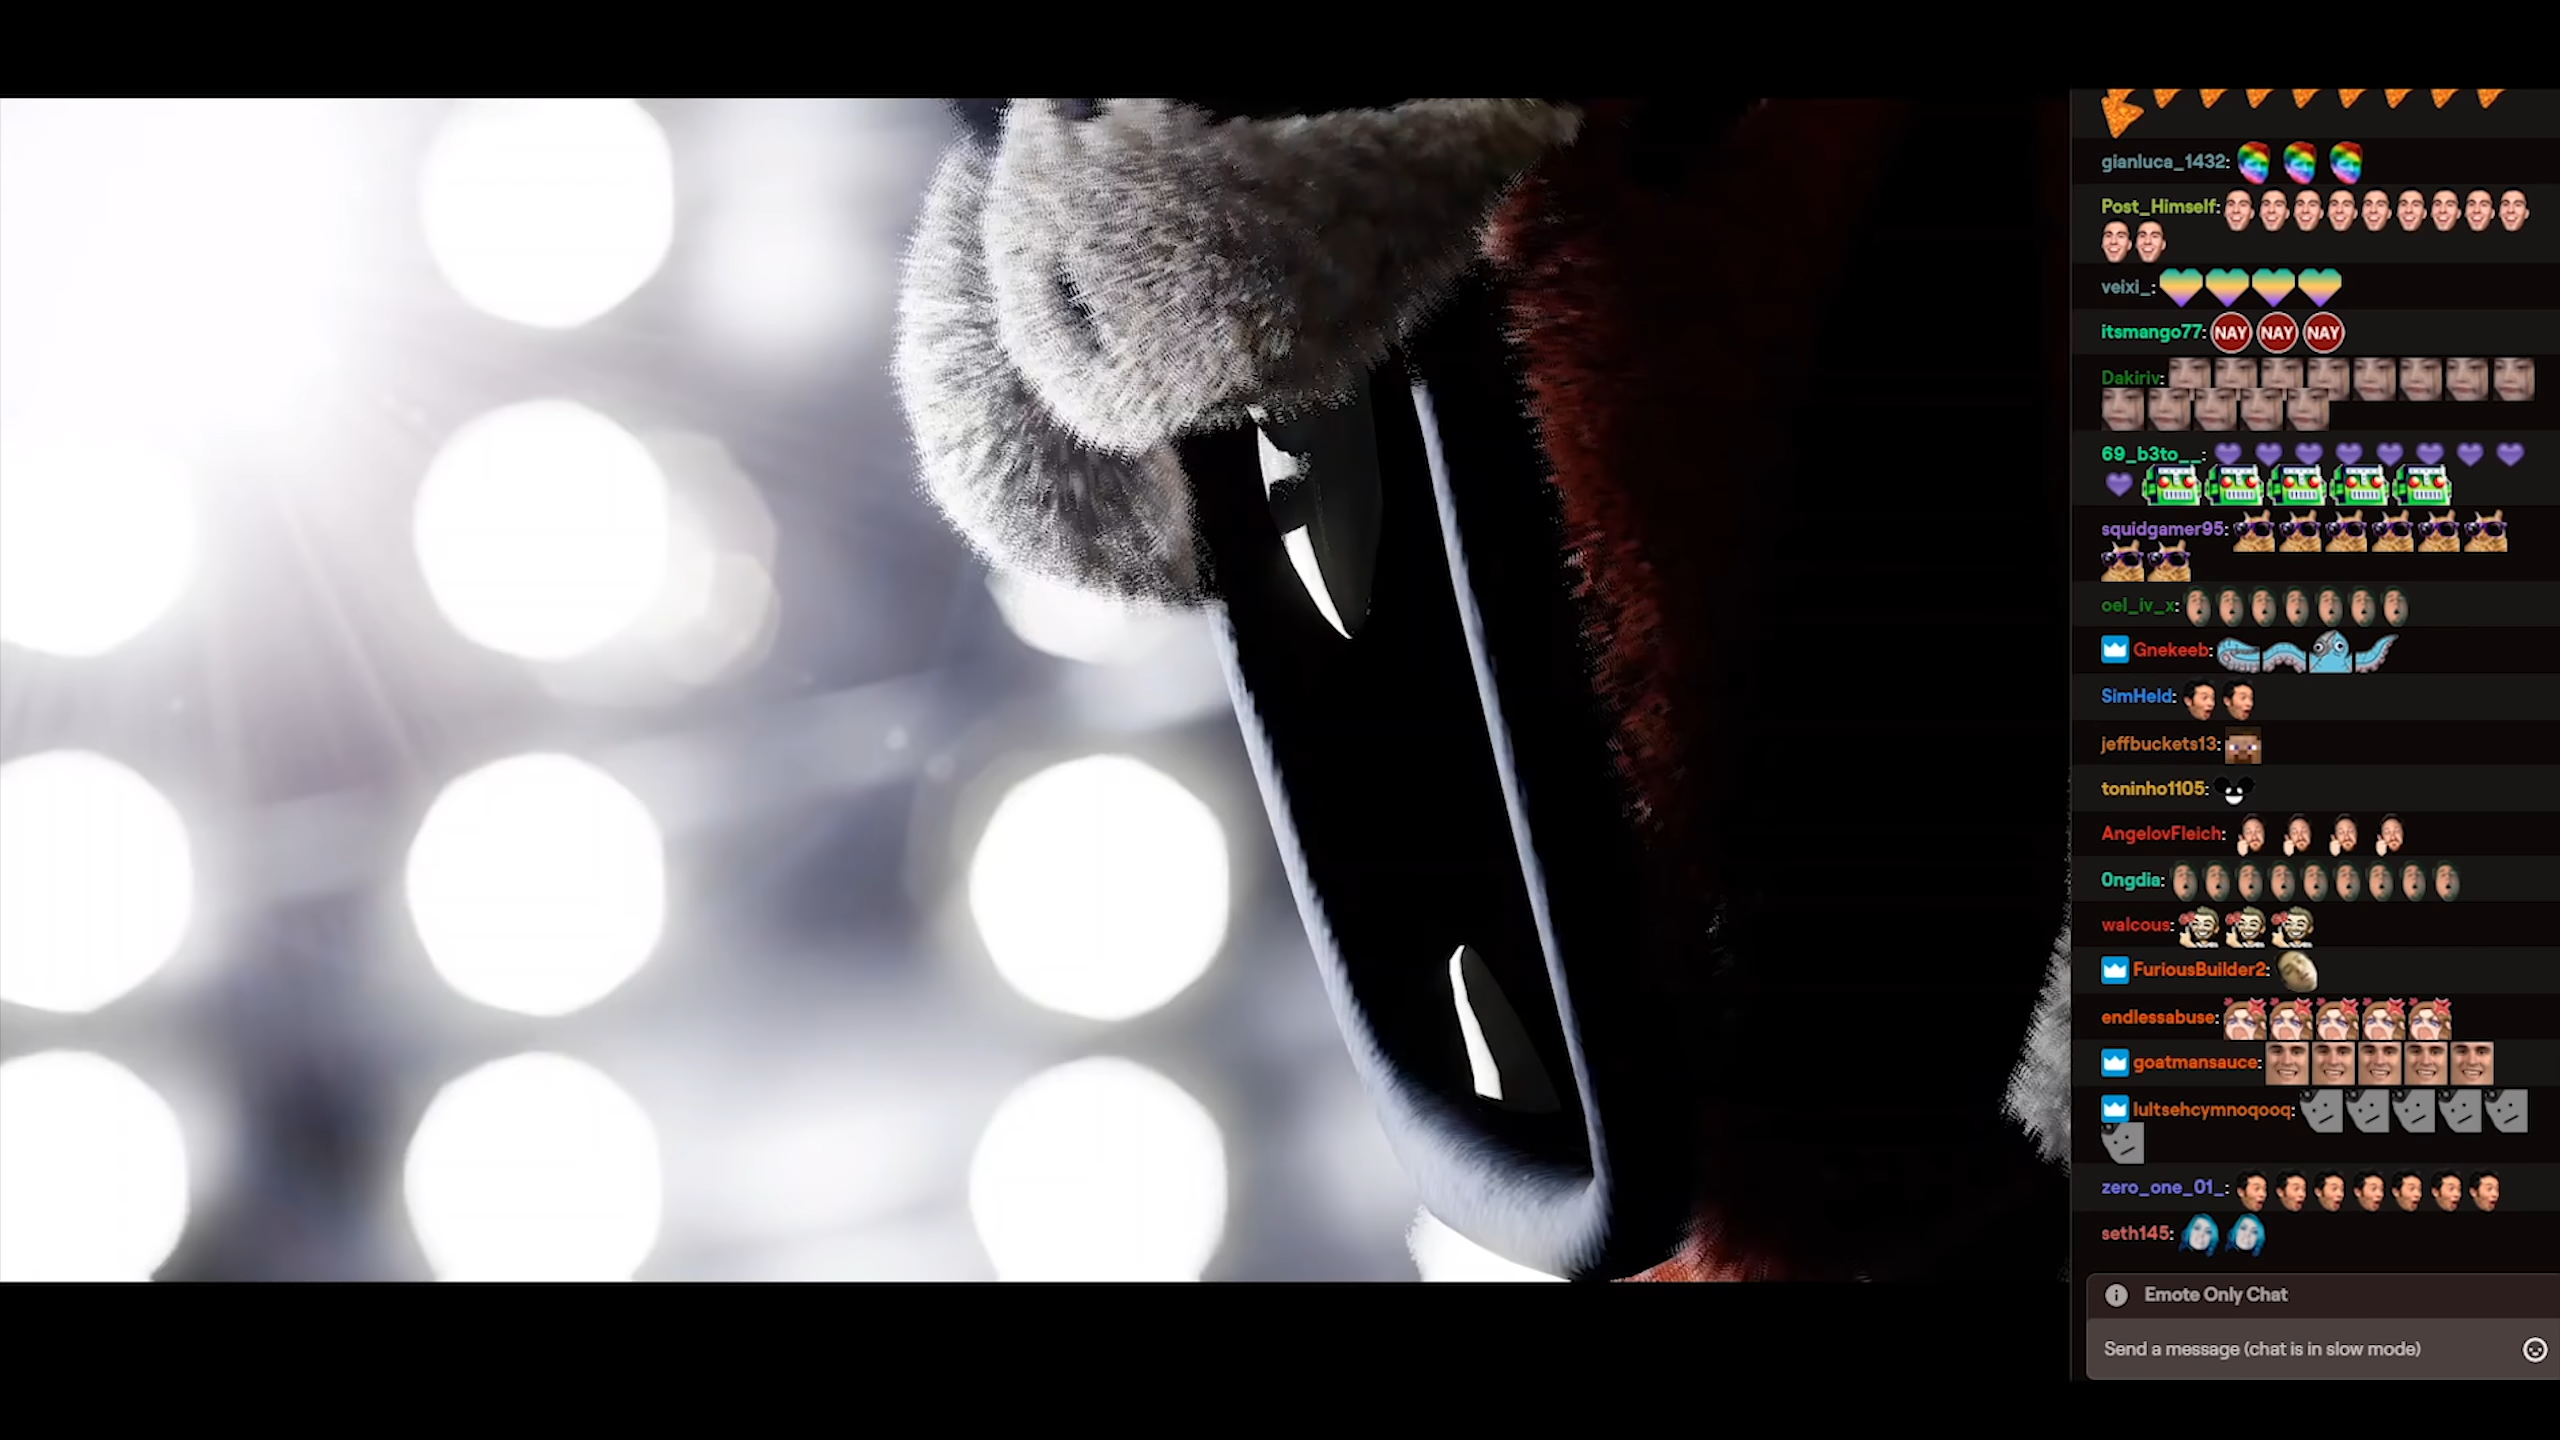 gianluca_1432:
Post_Himself:
veixi_:
itsmango77: NAY NAY NAY
Dakiriv:
69_b3to__:
squidgamer95:
oel_iv_x:
Gnekeeb:
SimHeld:
jeffbuckets13:
toninho1105:
AngelovFleich:
0ngdia:
walcous:
FuriousBuilder2:
endlessabuse:
goatmansauce:
lultsehcymnoqooq:
zero_one_01_:
seth145:
Emote Only Chat
Send a message (chat is in slow mode)